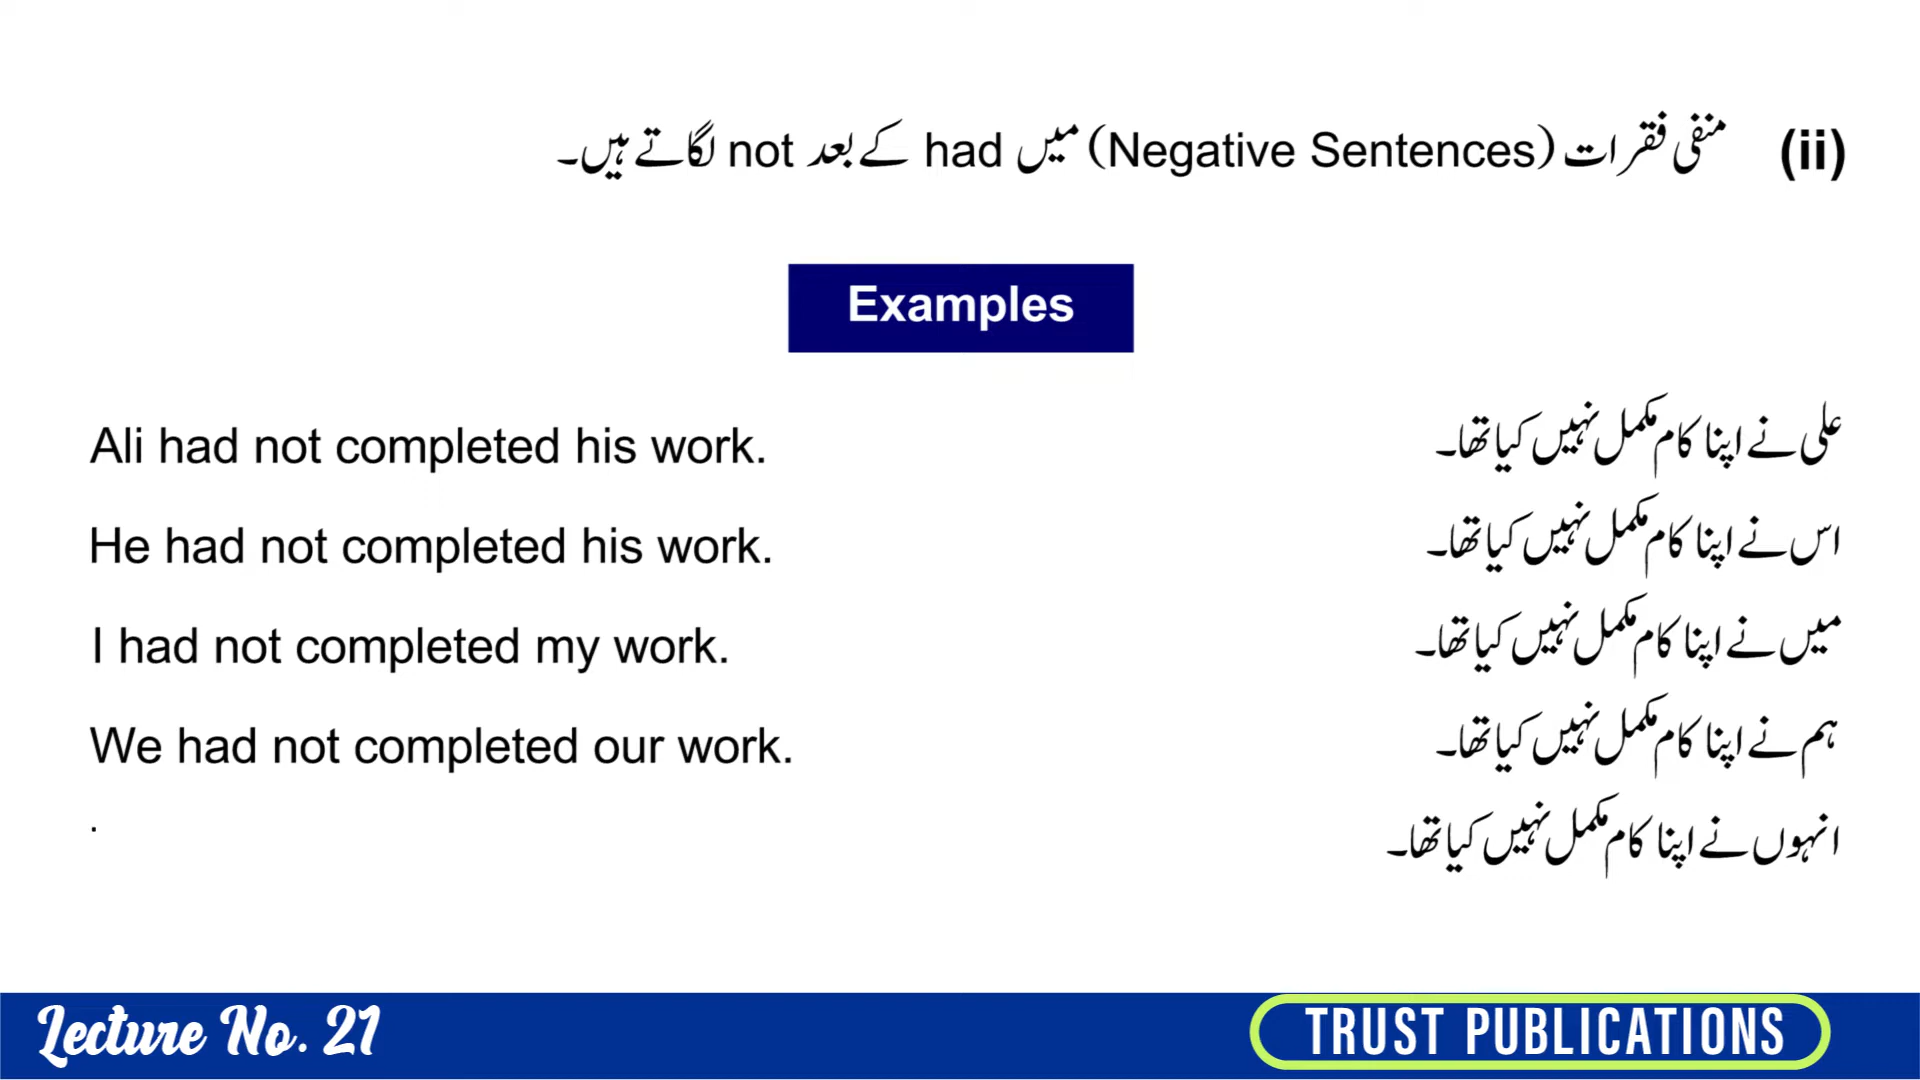 (ii) منفی فقرات (Negative Sentences) میں had کے بعد not لگاتے ہیں۔
Examples
Ali had not completed his work. علی نے اپنا کام مکمل نہیں کیا تھا۔
He had not completed his work. اس نے اپنا کام مکمل نہیں کیا تھا۔
I had not completed my work. میں نے اپنا کام مکمل نہیں کیا تھا۔
We had not completed our work. ہم نے اپنا کام مکمل نہیں کیا تھا۔
. انہوں نے اپنا کام مکمل نہیں کیا تھا۔
Lecture No. 21 TRUST PUBLICATIONS